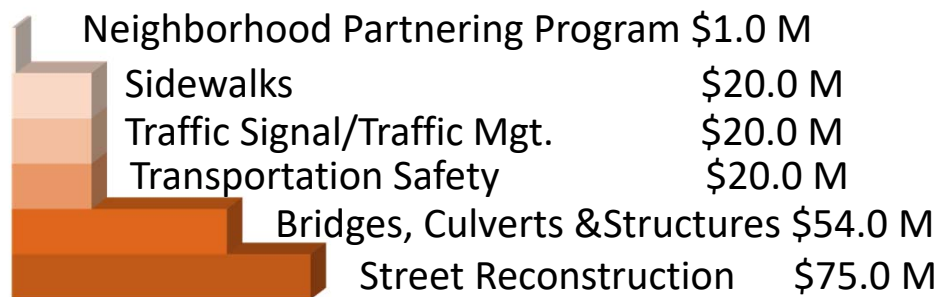 Neighborhood Partnering Program $1.0 M
Sidewalks $20.0 M
Traffic Signal/Traffic Mgt. $20.0 M
Transportation Safety $20.0 M
Bridges, Culverts &Structures $54.0 M
Street Reconstruction $75.0 M